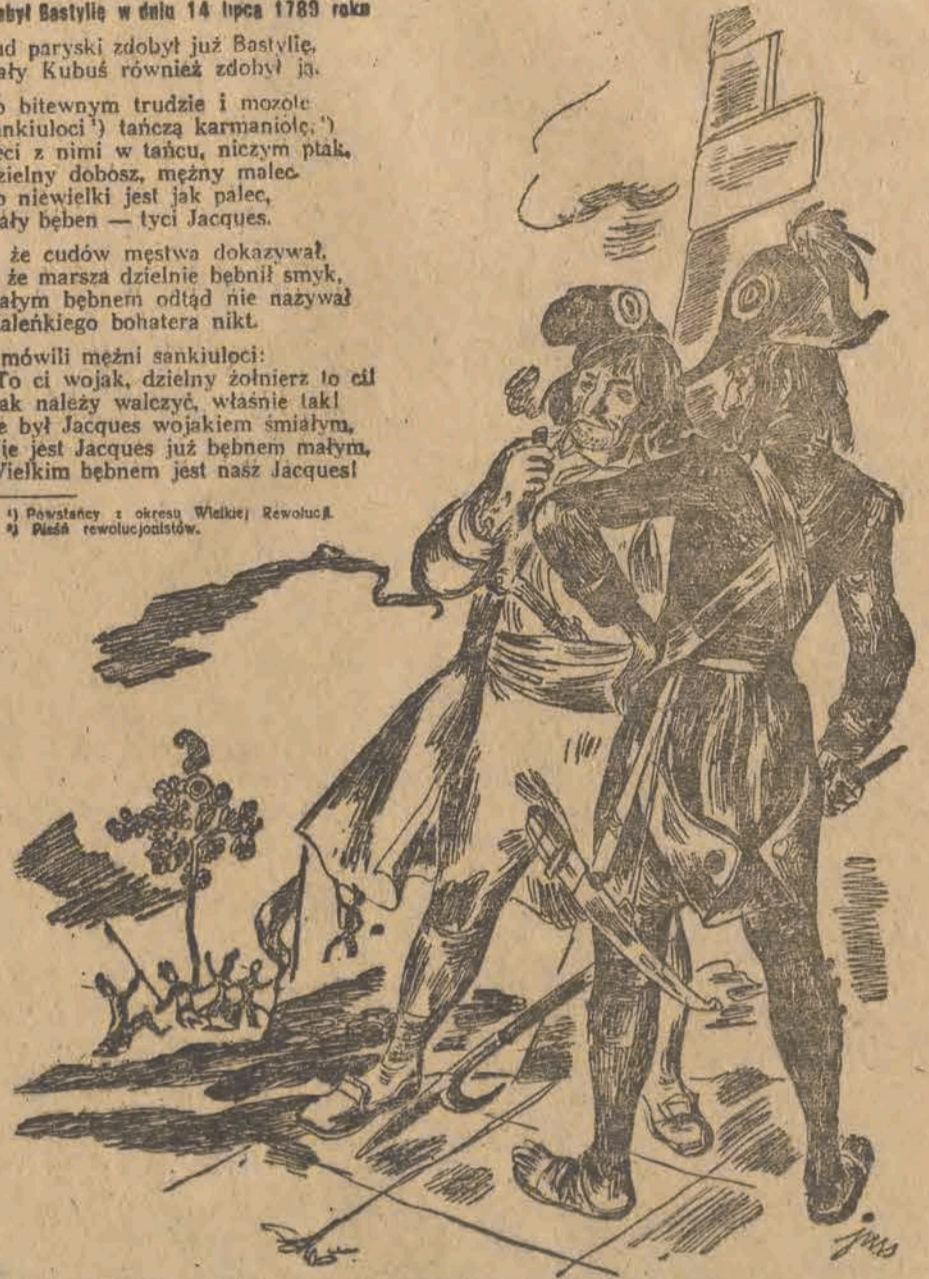 był Bastylię w dniu 14 lipca 1789 roku
ud paryski zdobył już Bastylię,
ały Kubuś również zdobył ją.
o bitewnym trudzie i mozole
ankiuloci ¹) tańczą karmaniolę, ²)
ęci z nimi w tańcu, niczym ptak,
zielny dobosz, mężny malec.
o niewielki jest jak palec,
ały bęben — tyci Jacques.
że cudów męstwa dokazywał,
że marsza dzielnie bębnił smyk,
ałym bębnem odtąd nie nazywał
aleńkiego bohatera nikt.
mówili mężni sankiuloci:
To ci wojak, dzielny żołnierz to ci!
ak należy walczyć, właśnie tak!
e był Jacques wojakiem śmiałym,
ie jest Jacques już bębnem małym,
Wielkim bębnem jest nasz Jacques!
¹) Powstańcy z okresu Wielkiej Rewolucji.
²) Pieśń rewolucjonistów.